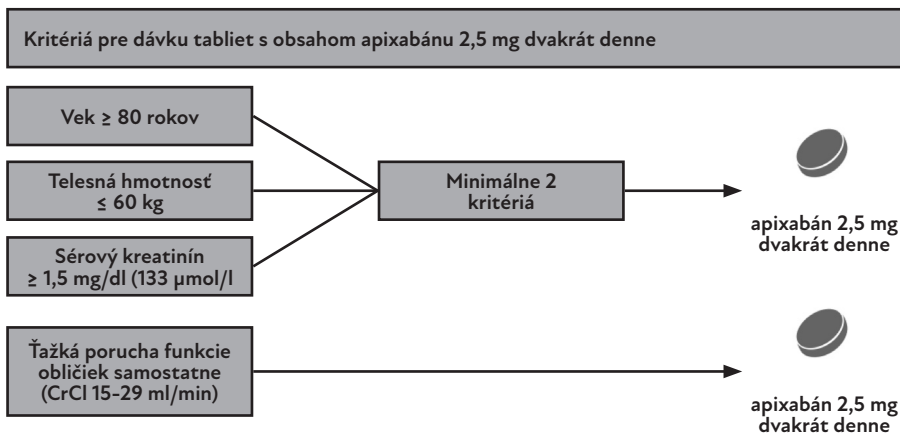 Kritériá pre dávku tabliet s obsahom apixabánu 2,5 mg dvakrát denne
Vek ≥ 80 rokov
Telesná hmotnosť
≤ 60 kg
Sérový kreatinín
≥ 1,5 mg/dl (133 μmol/l
Minimálne 2
kritériá
apixabán 2,5 mg
dvakrát denne
Ťažká porucha funkcie
obličiek samostatne
(CrCl 15-29 ml/min)
apixabán 2,5 mg
dvakrát denne